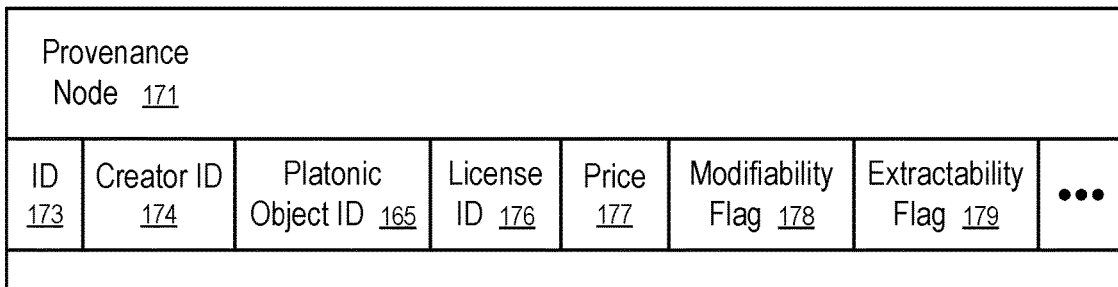 Provenance
Node 171
ID Creator ID Platonic License Price Modifiability Extractability •••
173 174 Object ID 165 ID 176 177 Flag 178 Flag 179